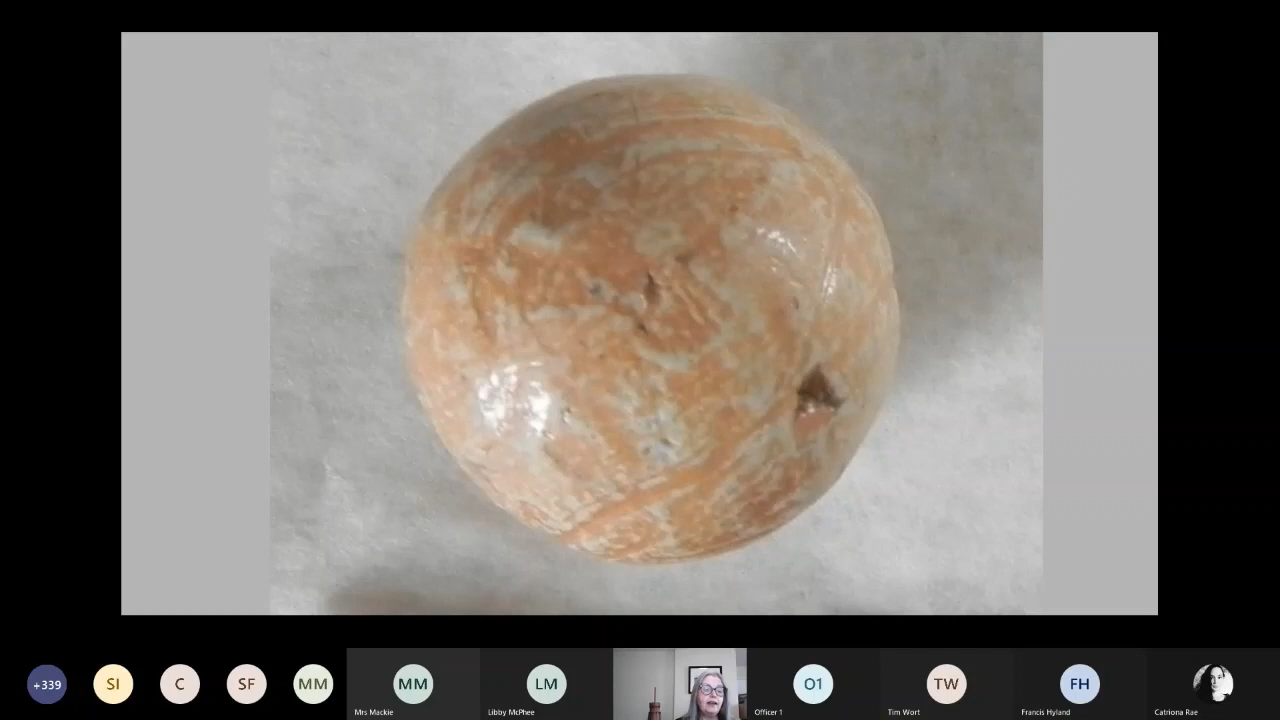 +339
SI
C
SF
MM
MM
Mrs Mackie
LM
Libby McPhee
O1
Officer 1
TW
Tim Wort
FH
Francis Hyland
Catriona Rae